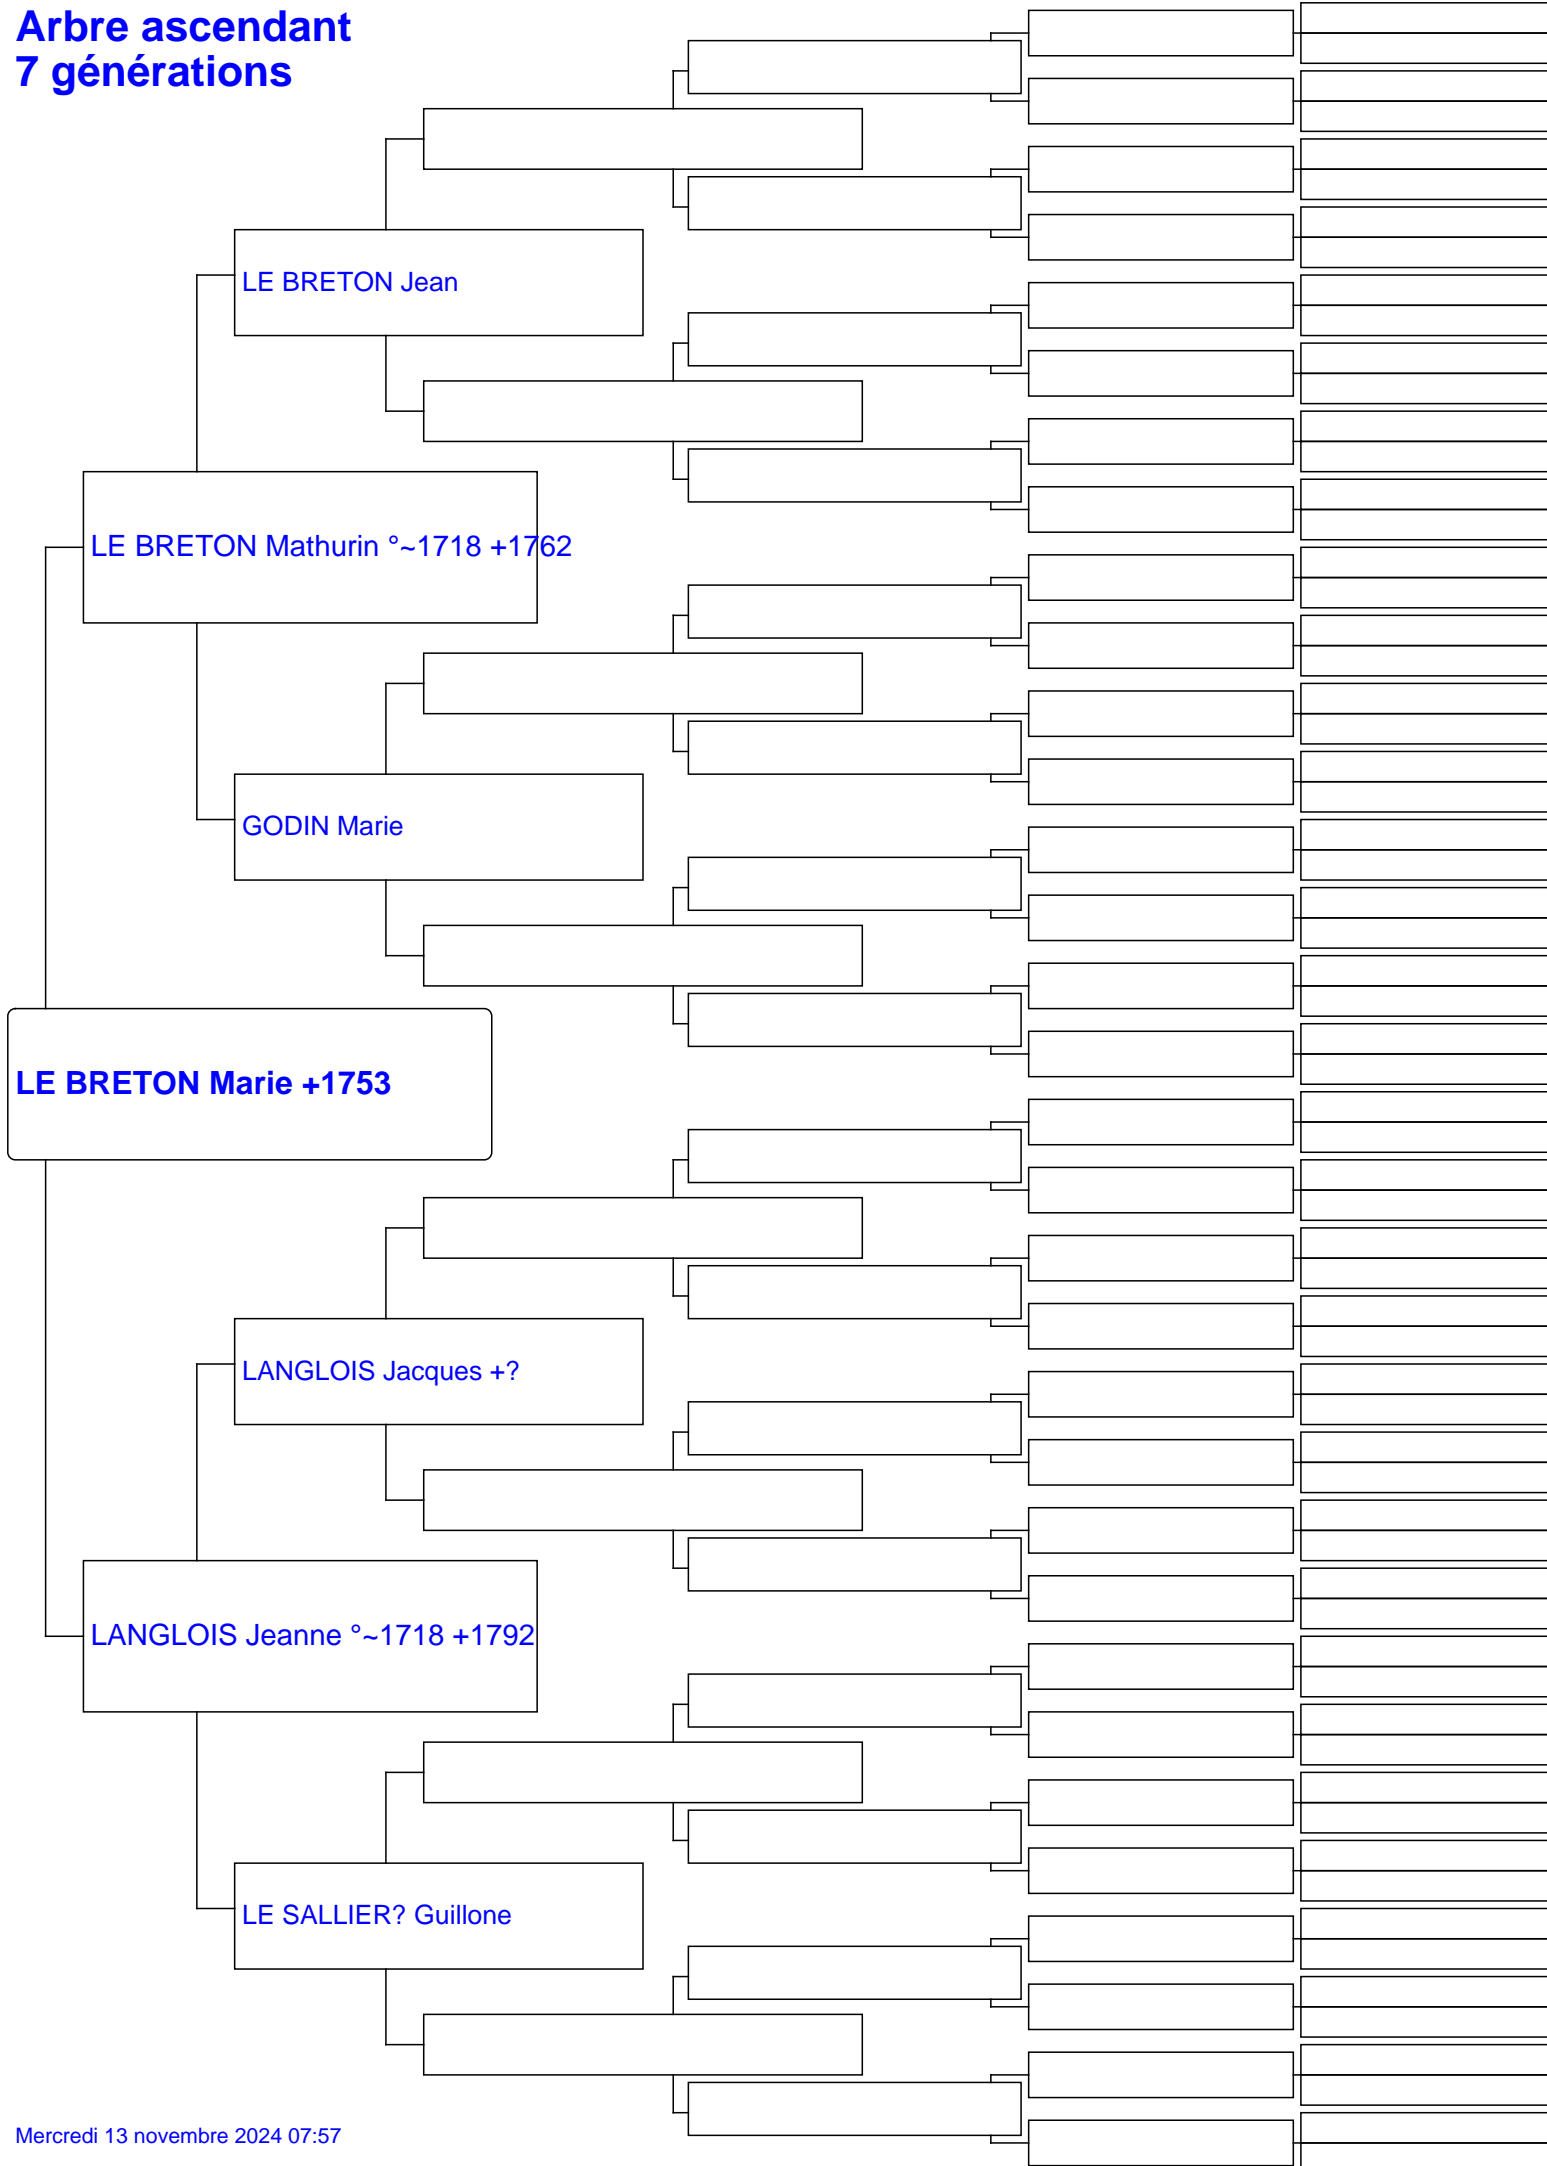 Arbre ascendant
7 générations
LE BRETON Jean
LE BRETON Mathurin °~1718 +1762
GODIN Marie
LE BRETON Marie +1753
LANGLOIS Jacques +?
LANGLOIS Jeanne °~1718 +1792
LE SALLIER? Guillone
Mercredi 13 novembre 2024 07:57